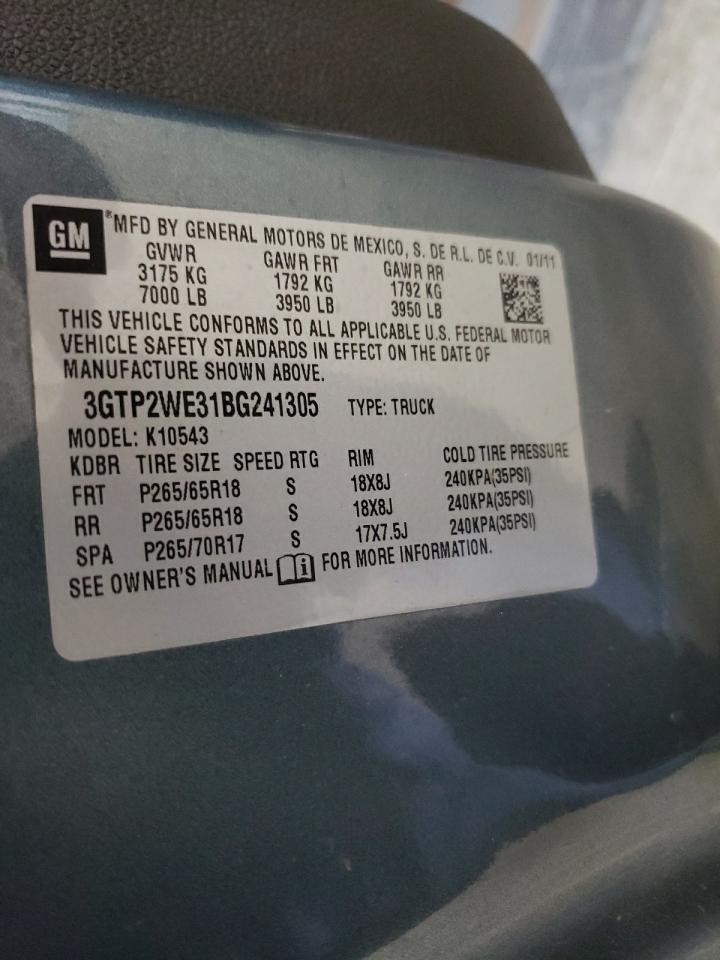 GM ® MFD BY GENERAL MOTORS DE MEXICO, S. DE R.L. DE C.V. 01/11
GVWR GAWR FRT GAWR RR
3175 KG 1792 KG 1792 KG
7000 LB 3950 LB 3950 LB
THIS VEHICLE CONFORMS TO ALL APPLICABLE U.S. FEDERAL MOTOR
VEHICLE SAFETY STANDARDS IN EFFECT ON THE DATE OF
MANUFACTURE SHOWN ABOVE.
3GTP2WE31BG241305 TYPE: TRUCK
MODEL: K10543
KDBR TIRE SIZE SPEED RTG RIM COLD TIRE PRESSURE
FRT P265/65R18 S 18X8J 240KPA(35PSI)
RR P265/65R18 S 18X8J 240KPA(35PSI)
SPA P265/70R17 S 17X7.5J 240KPA(35PSI)
SEE OWNER'S MANUAL i FOR MORE INFORMATION.